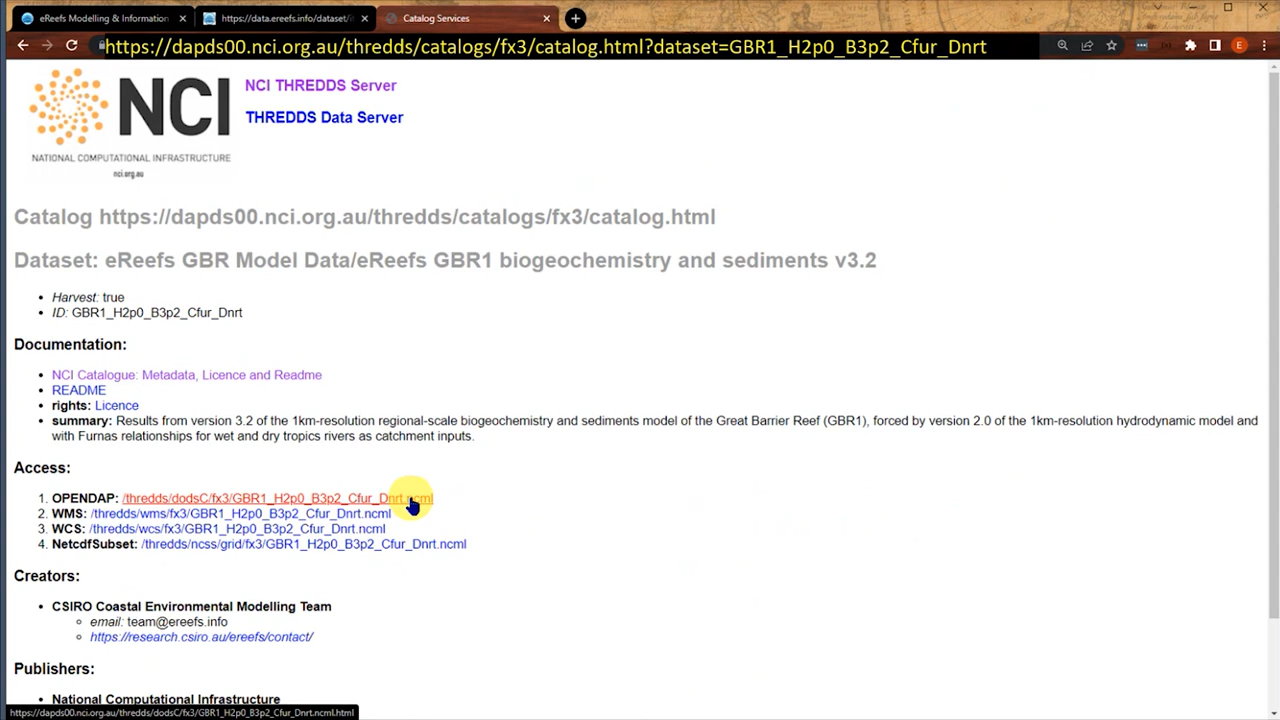 eReefs Modelling & Information
https://data.ereefs.info/dataset/
Catalog Services
https://dapds00.nci.org.au/thredds/catalogs/fx3/catalog.html?dataset=GBR1_H2p0_B3p2_Cfur_Dnrt
E
NCI
NATIONAL COMPUTATIONAL INFRASTRUCTURE
nci.org.au
NCI THREDDS Server
THREDDS Data Server
Catalog https://dapds00.nci.org.au/thredds/catalogs/fx3/catalog.html
Dataset: eReefs GBR Model Data/eReefs GBR1 biogeochemistry and sediments v3.2
Harvest: true
ID: GBR1_H2p0_B3p2_Cfur_Dnrt
Documentation:
NCI Catalogue: Metadata, Licence and Readme
README
rights: Licence
summary: Results from version 3.2 of the 1km-resolution regional-scale biogeochemistry and sediments model of the Great Barrier Reef (GBR1), forced by version 2.0 of the 1km-resolution hydrodynamic model and
with Furnas relationships for wet and dry tropics rivers as catchment inputs.
Access:
1. OPENDAP: /thredds/dodsC/fx3/GBR1_H2p0_B3p2_Cfur_Dnrt.ncml
2. WMS: /thredds/wms/fx3/GBR1_H2p0_B3p2_Cfur_Dnrt.ncml
3. WCS: /thredds/wcs/fx3/GBR1_H2p0_B3p2_Cfur_Dnrt.ncml
4. NetcdfSubset: /thredds/ncss/grid/fx3/GBR1_H2p0_B3p2_Cfur_Dnrt.ncml
Creators:
CSIRO Coastal Environmental Modelling Team
email: team@ereefs.info
https://research.csiro.au/ereefs/contact/
Publishers:
National Computational Infrastructure
https://dapds00.nci.org.au/thredds/dodsC/fx3/GBR1_H2p0_B3p2_Cfur_Dnrt.ncml.html